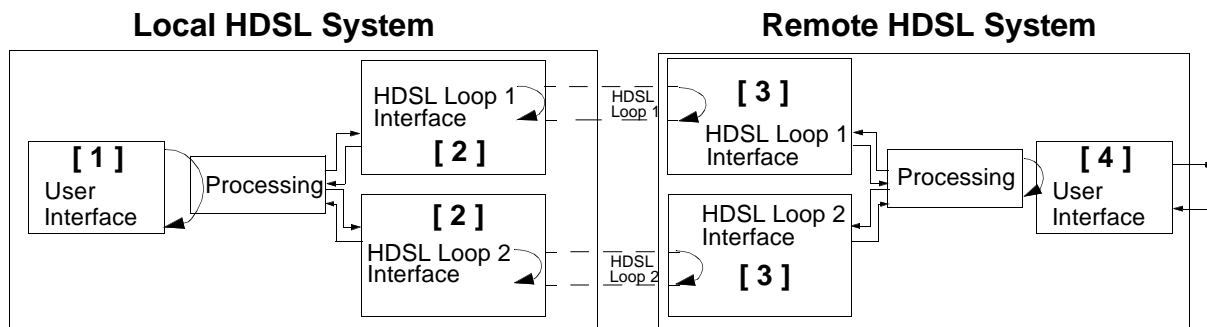 Local HDSL System
Remote HDSL System
[ 1 ]
User
Interface
Processing
HDSL Loop 1
Interface
[ 2 ]
[ 2 ]
HDSL Loop 2
Interface
HDSL
Loop 1
HDSL
Loop 2
[ 3 ]
HDSL Loop 1
Interface
HDSL Loop 2
Interface
[ 3 ]
Processing
[ 4 ]
User
Interface